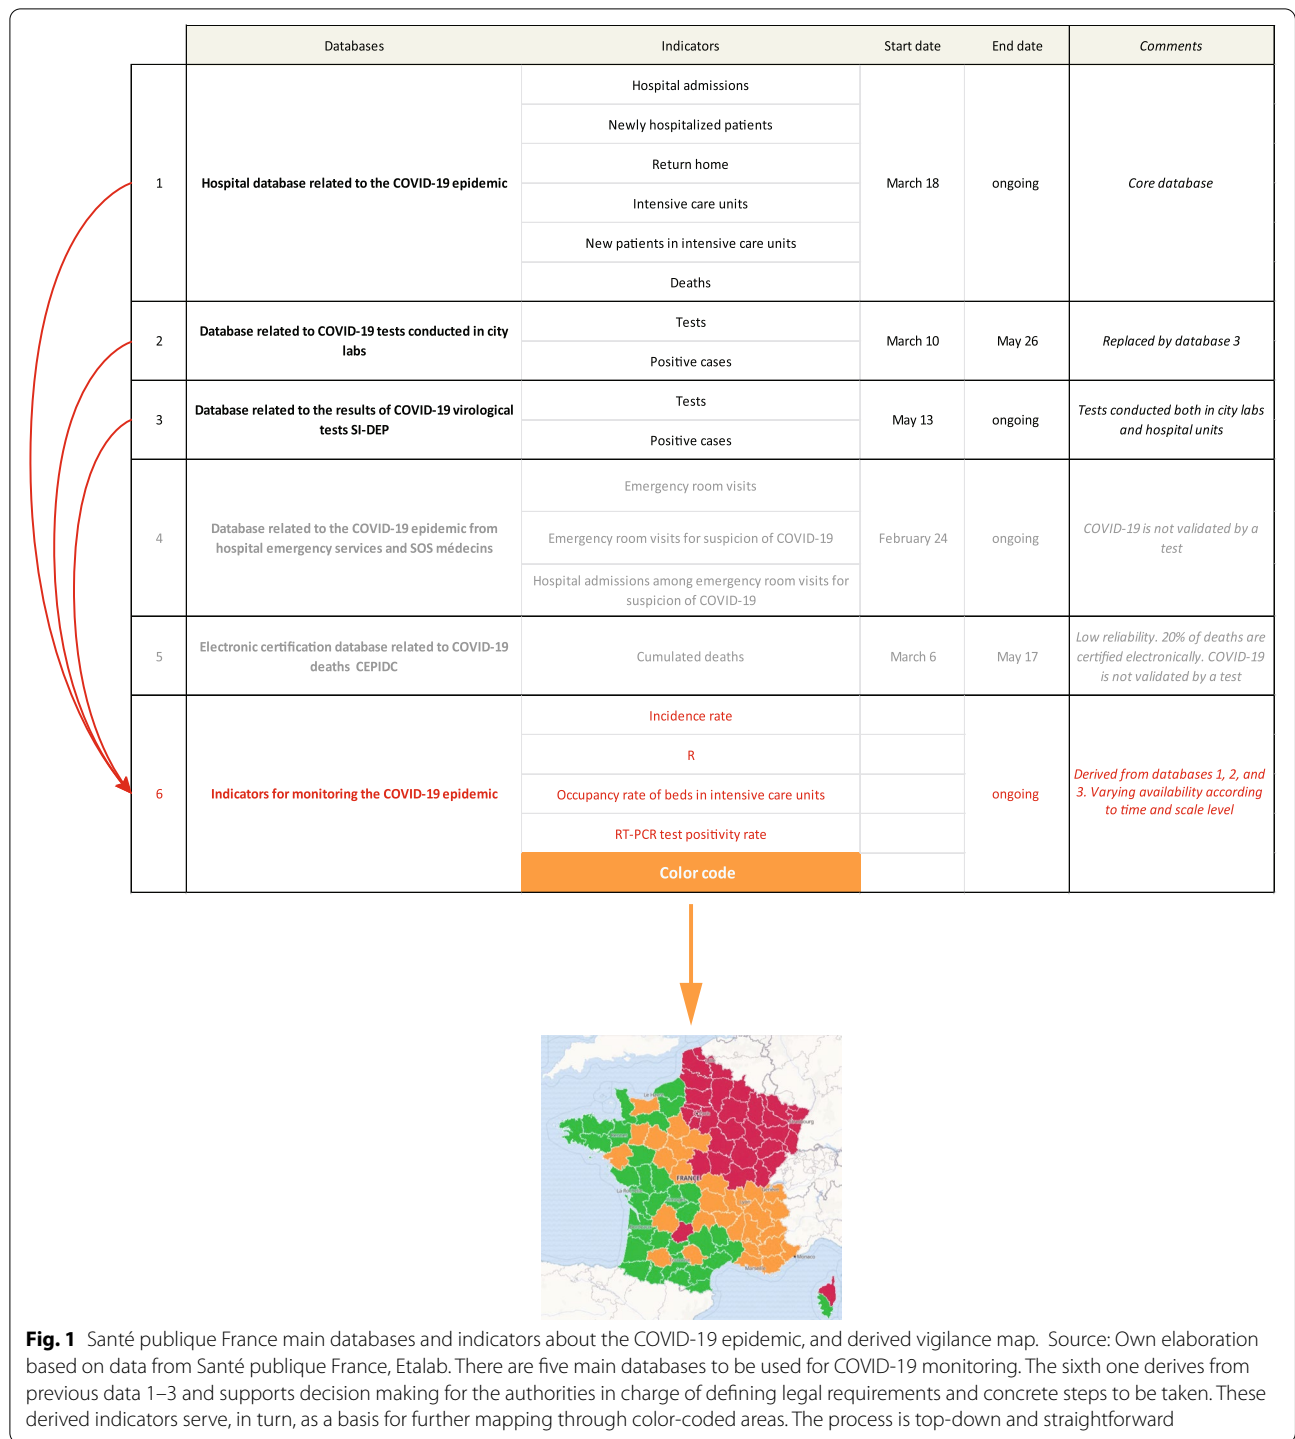 Databases Indicators Start date End date Comments
1
Hospital database related to the COVID-19 epidemic
Hospital admissions
Newly hospitalized patients
Return home
Intensive care units
New patients in intensive care units
Deaths
March 18
ongoing
Core database
2
Database related to COVID-19 tests conducted in city
labs
Tests
Positive cases
March 10
May 26
Replaced by database 3
3
Database related to the results of COVID-19 virological
tests SI-DEP
Tests
Positive cases
May 13
ongoing
Tests conducted both in city labs
and hospital units
4
Database related to the COVID-19 epidemic from
hospital emergency services and SOS médecins
Emergency room visits
Emergency room visits for suspicion of COVID-19
Hospital admissions among emergency room visits for
suspicion of COVID-19
February 24
ongoing
COVID-19 is not validated by a
test
5
Electronic certification database related to COVID-19
deaths CEPIDC
Cumulated deaths
March 6
May 17
Low reliability. 20% of deaths are
certified electronically. COVID-19
is not validated by a test
6
Indicators for monitoring the COVID-19 epidemic
Incidence rate
R
Occupancy rate of beds in intensive care units
RT-PCR test positivity rate
Color code
ongoing
Derived from databases 1, 2, and
3. Varying availability according
to time and scale level
FRANCE
Monaco
Fig. 1 Santé publique France main databases and indicators about the COVID-19 epidemic, and derived vigilance map. Source: Own elaboration
based on data from Santé publique France, Etalab. There are five main databases to be used for COVID-19 monitoring. The sixth one derives from
previous data 1–3 and supports decision making for the authorities in charge of defining legal requirements and concrete steps to be taken. These
derived indicators serve, in turn, as a basis for further mapping through color-coded areas. The process is top-down and straightforward